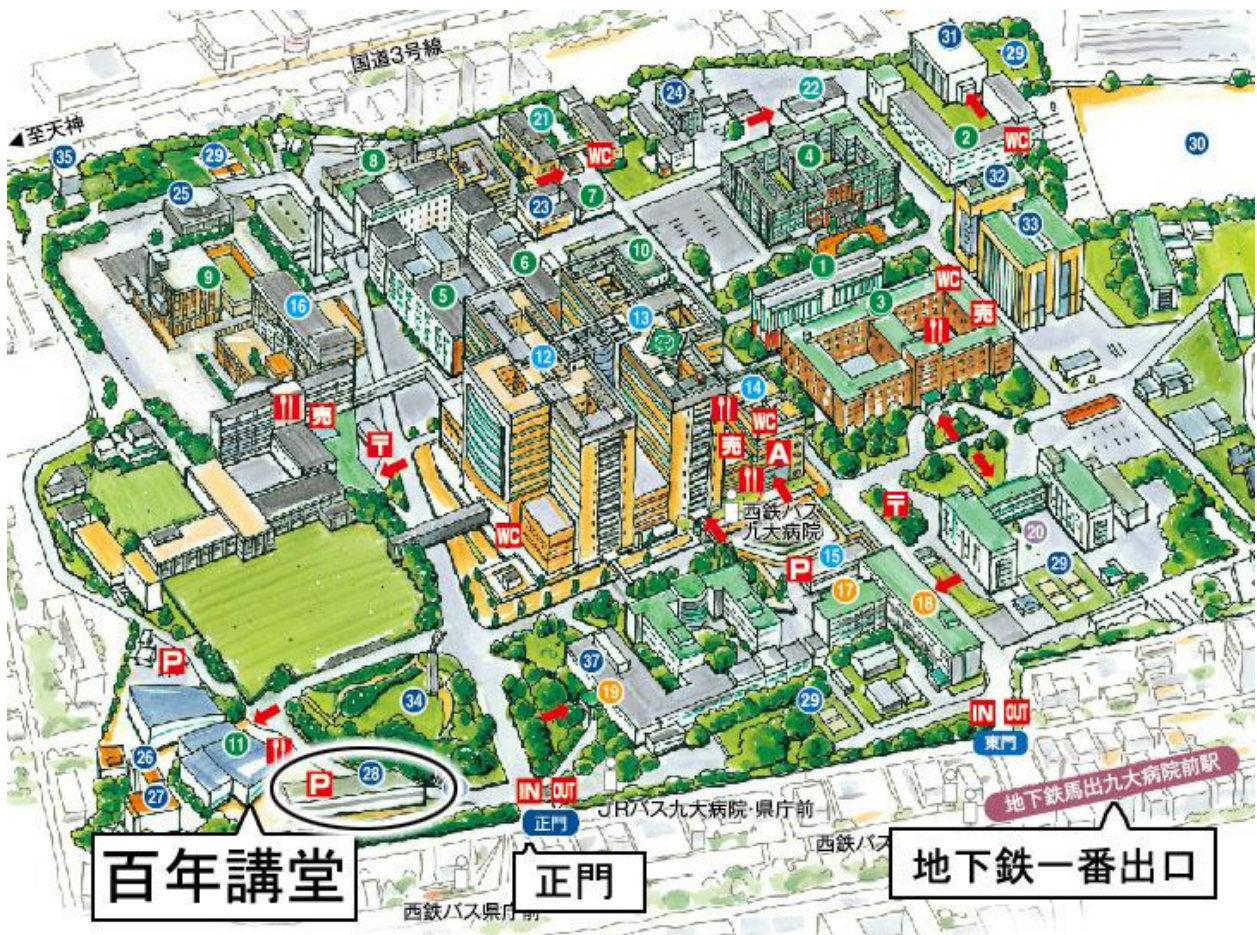 国道3号線
◀至天神
31
29
24
22
21
35
29
8
WC
2
WC
4
30
25
7
23
32
33
10
6
1
9
5
16
3
WC
売
13
12
14
WC
売
A
売
〒
西鉄バス
九大病院
〒
WC
20
15
29
P
17
18
37
P
34
19
29
IN OUT
東門
11
26
27
P
28
IN OUT
正門
JRバス九大病院・県庁前
地下鉄馬出九大病院前駅
西鉄バス
百年講堂
正門
地下鉄一番出口
西鉄バス県庁前